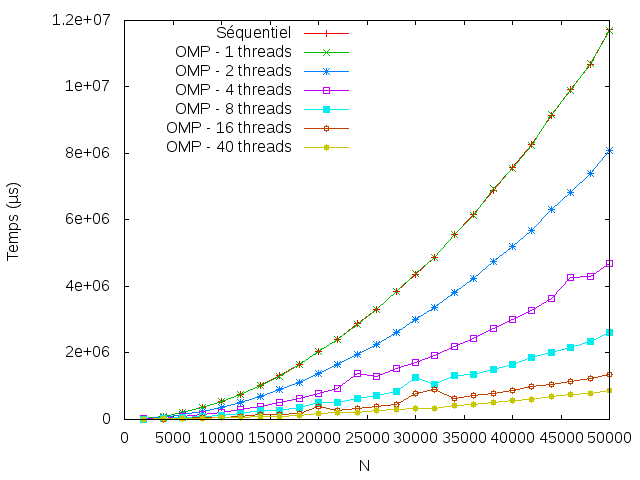 1.2e+07
1e+07
8e+06
6e+06
4e+06
2e+06
0
Temps (µs)
Séquentiel
OMP - 1 threads
OMP - 2 threads
OMP - 4 threads
OMP - 8 threads
OMP - 16 threads
OMP - 40 threads
0 5000 10000 15000 20000 25000 30000 35000 40000 45000 50000
N